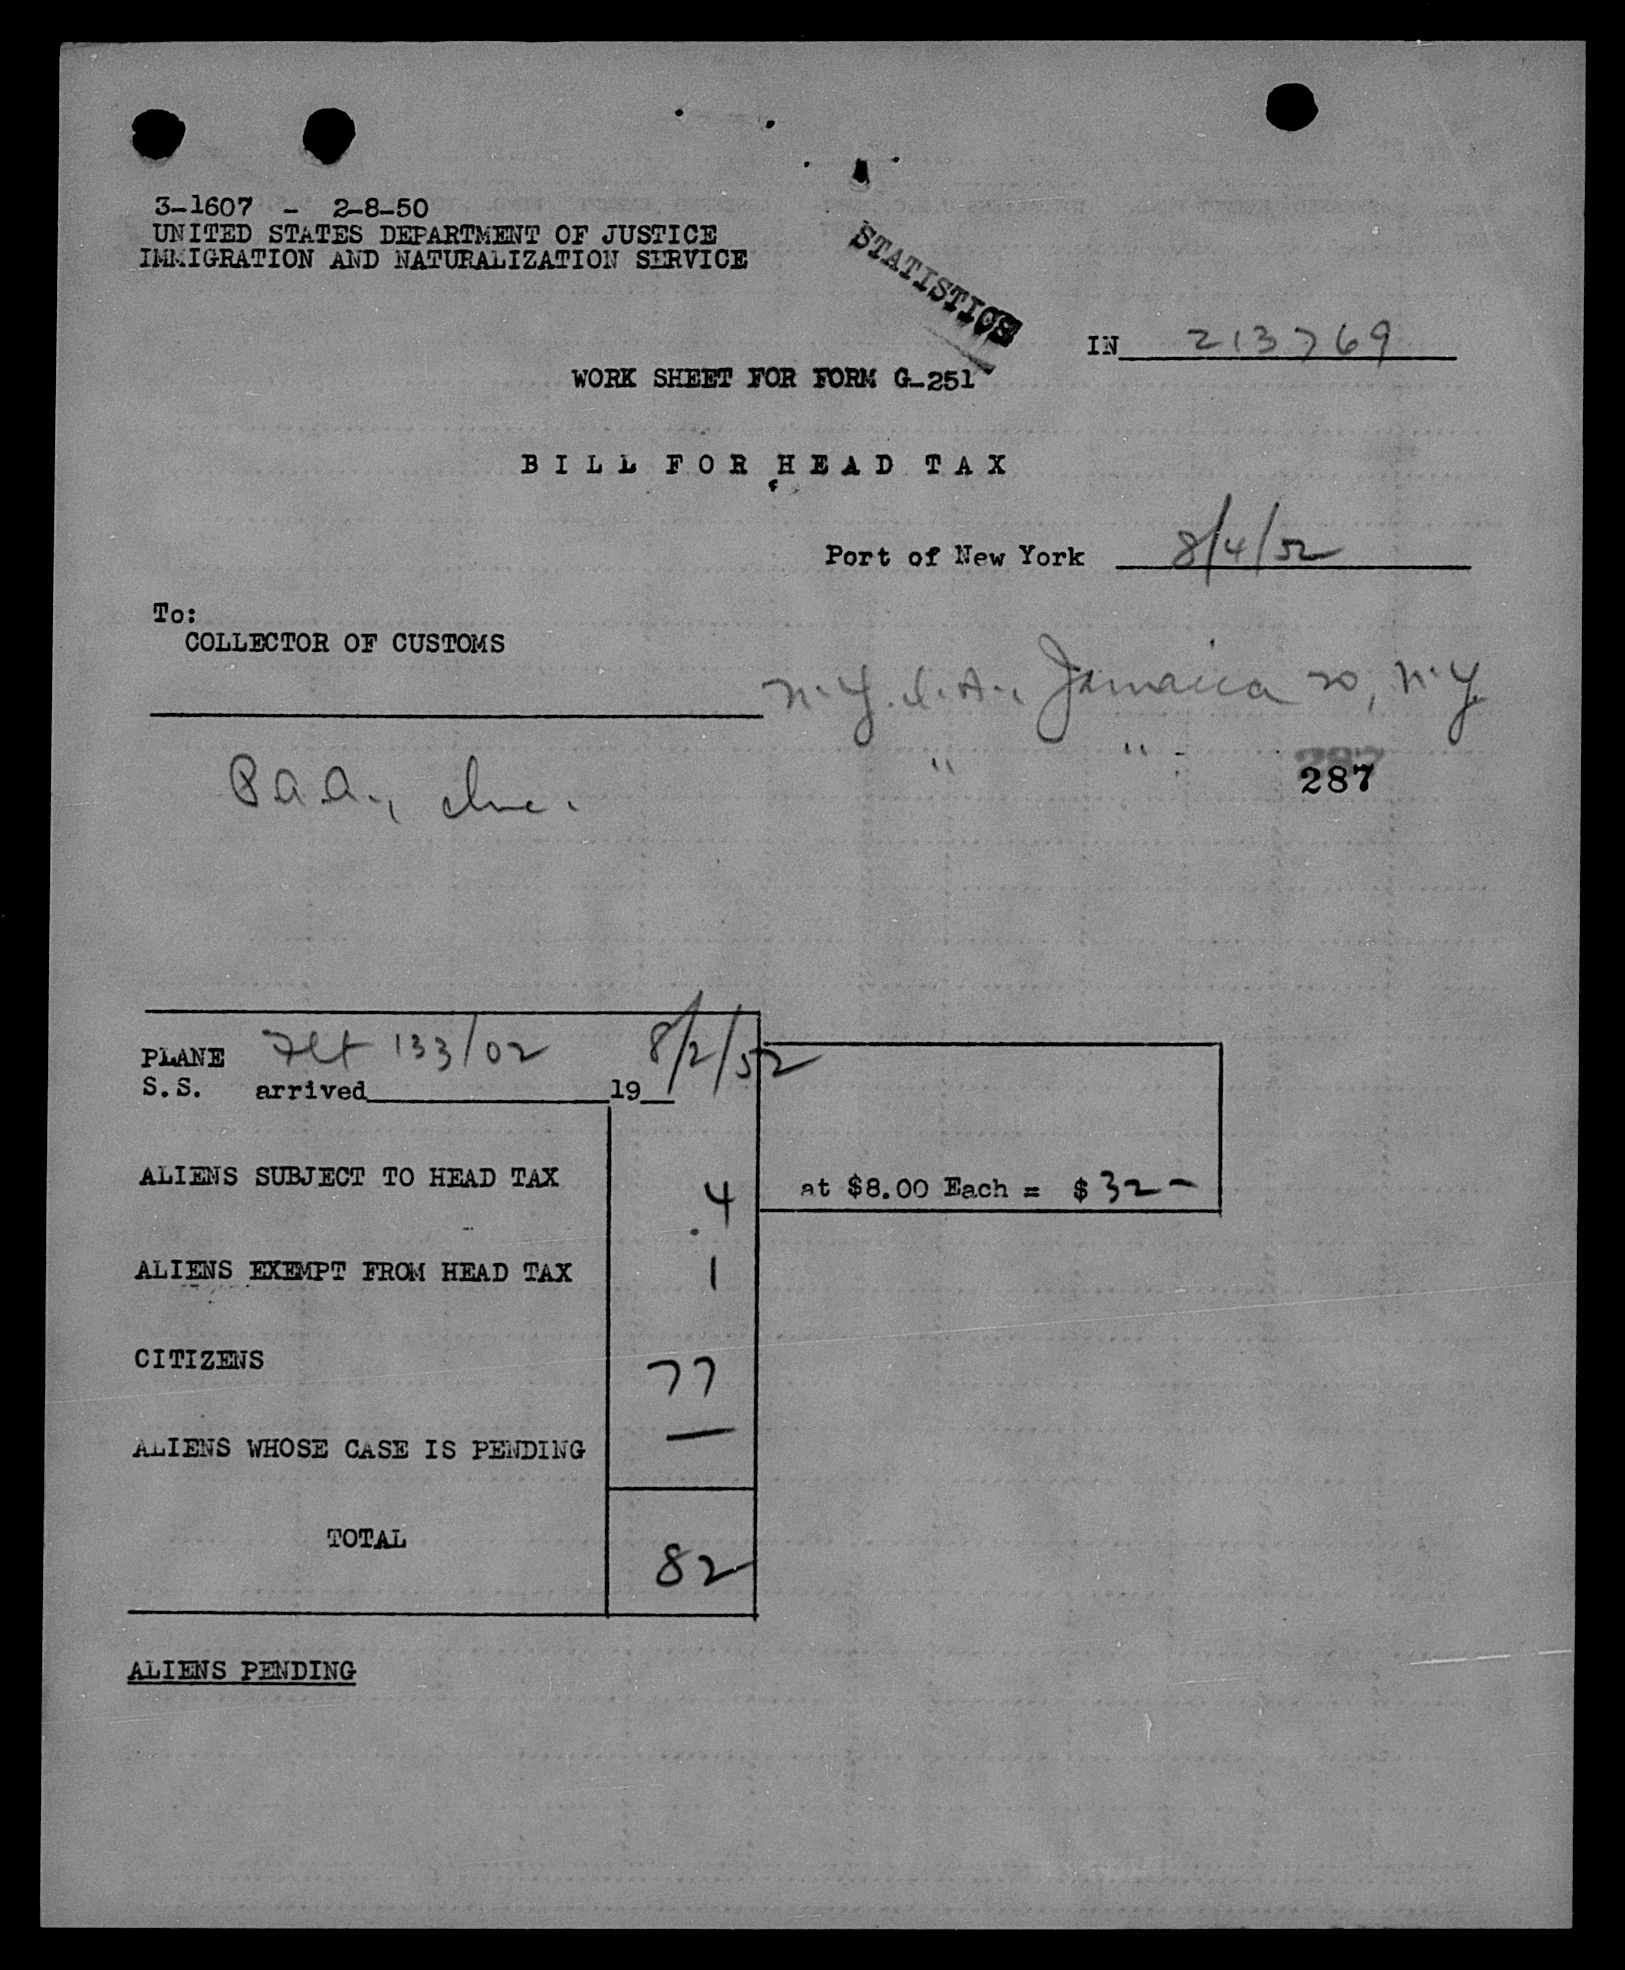 3-1607 - 2-8-50
UNITED STATES DEPARTMENT OF JUSTICE
IMMIGRATION AND NATURALIZATION SERVICE
STATISTICS
IN 213769
WORK SHEET FOR FORM G-251
BILL FOR HEAD TAX
Port of New York 8/4/52
To:
COLLECTOR OF CUSTOMS
N.Y.I.A., Jamaica 20, N.Y.
P.A.A., Inc. " "
287
PLANE Flt 133/02 8/2/52
S.S. arrived 19
ALIENS SUBJECT TO HEAD TAX 4 at $8.00 Each = $ 32 -
ALIENS EXEMPT FROM HEAD TAX 1
CITIZENS 77
ALIENS WHOSE CASE IS PENDING —
TOTAL 82
ALIENS PENDING